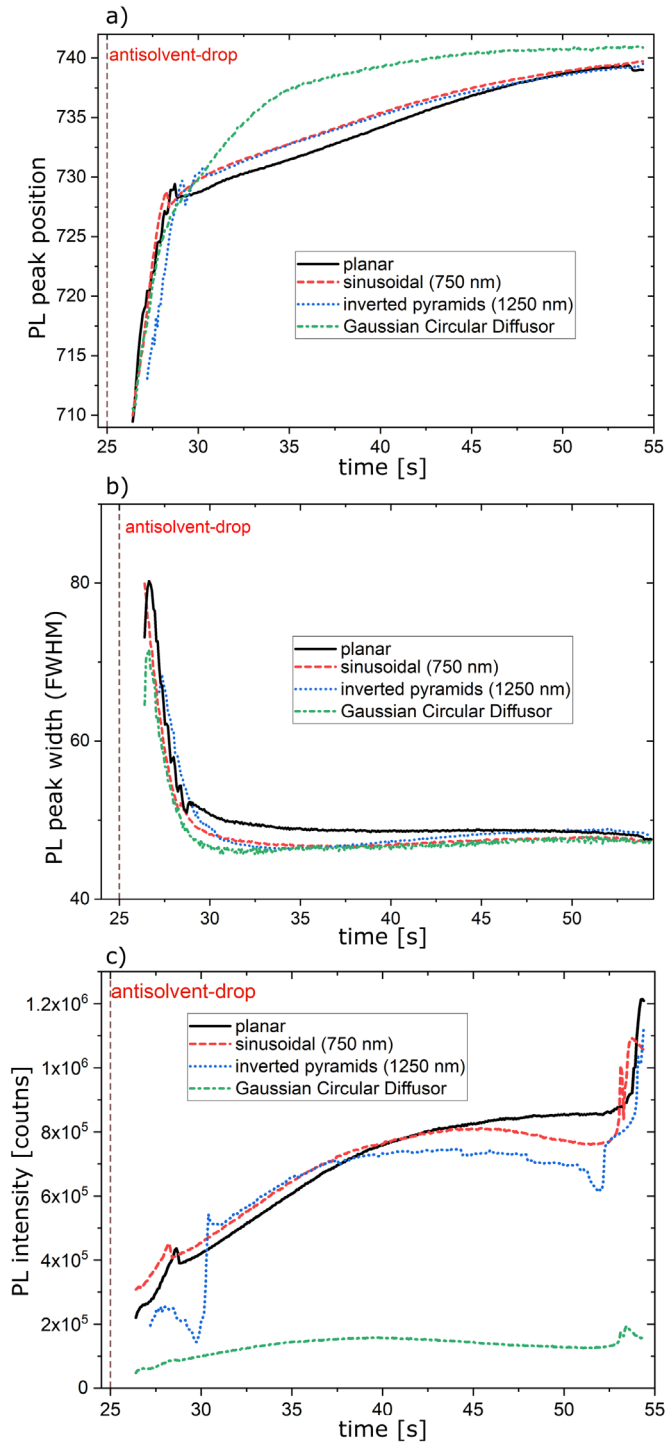 a)
antisolvent-drop
740
735
730
725
720
715
710
PL peak position
planar
sinusoidal (750 nm)
inverted pyramids (1250 nm)
Gaussian Circular Diffusor
25 30 35 40 45 50 55
time [s]
b)
antisolvent-drop
80
60
40
PL peak width (FWHM)
planar
sinusoidal (750 nm)
inverted pyramids (1250 nm)
Gaussian Circular Diffusor
25 30 35 40 45 50
time [s]
c)
antisolvent-drop
1.2x10⁶
1x10⁶
8x10⁵
6x10⁵
4x10⁵
2x10⁵
0
PL intensity [coutns]
planar
sinusoidal (750 nm)
inverted pyramids (1250 nm)
Gaussian Circular Diffusor
25 30 35 40 45 50 55
time [s]